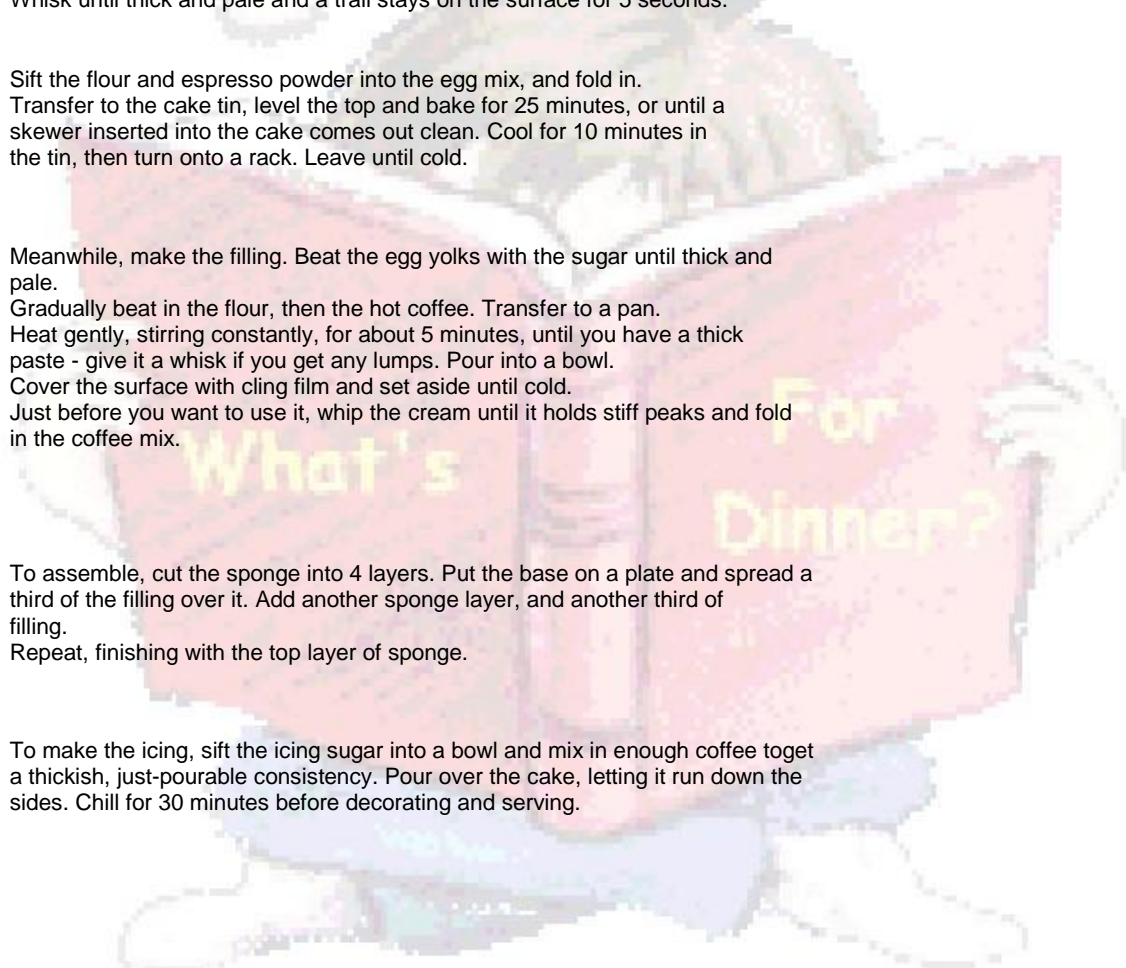 Whisk until thick and pale and a trail stays on the surface for 5 seconds.
Sift the flour and espresso powder into the egg mix, and fold in.
Transfer to the cake tin, level the top and bake for 25 minutes, or until a
skewer inserted into the cake comes out clean. Cool for 10 minutes in
the tin, then turn onto a rack. Leave until cold.
Meanwhile, make the filling. Beat the egg yolks with the sugar until thick and
pale.
Gradually beat in the flour, then the hot coffee. Transfer to a pan.
Heat gently, stirring constantly, for about 5 minutes, until you have a thick
paste - give it a whisk if you get any lumps. Pour into a bowl.
Cover the surface with cling film and set aside until cold.
Just before you want to use it, whip the cream until it holds stiff peaks and fold
in the coffee mix.
What's
For
Dinner?
To assemble, cut the sponge into 4 layers. Put the base on a plate and spread a
third of the filling over it. Add another sponge layer, and another third of
filling.
Repeat, finishing with the top layer of sponge.
To make the icing, sift the icing sugar into a bowl and mix in enough coffee toget
a thickish, just-pourable consistency. Pour over the cake, letting it run down the
sides. Chill for 30 minutes before decorating and serving.